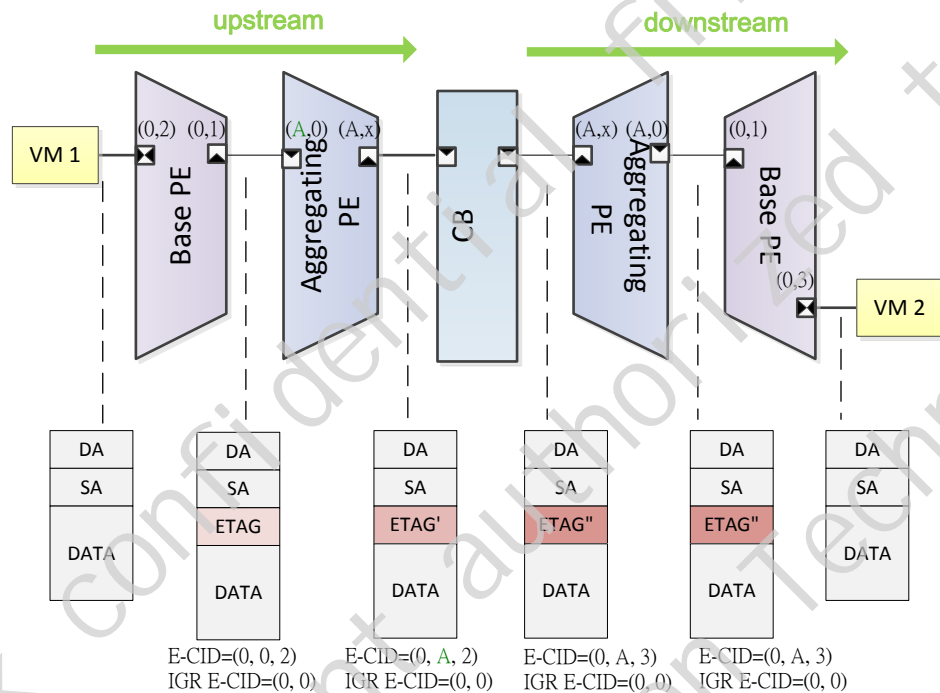 upstream
downstream
(0,2) (0,1)
(A,0) (A,x)
(A,x) (A,0)
(0,1)
VM 1
Base PE
Aggregating
PE
CB
PE
Aggregating
Base PE
(0,3)
VM 2
DA
SA
DATA
DA
SA
ETAG
DATA
DA
SA
ETAG'
DATA
DA
SA
ETAG"
DATA
DA
SA
ETAG"
DATA
DA
SA
DATA
E-CID=(0, 0, 2)
IGR E-CID=(0, 0)
E-CID=(0, A, 2)
IGR E-CID=(0, 0)
E-CID=(0, A, 3)
IGR E-CID=(0, 0)
E-CID=(0, A, 3)
IGR E-CID=(0, 0)
confidential
authorized